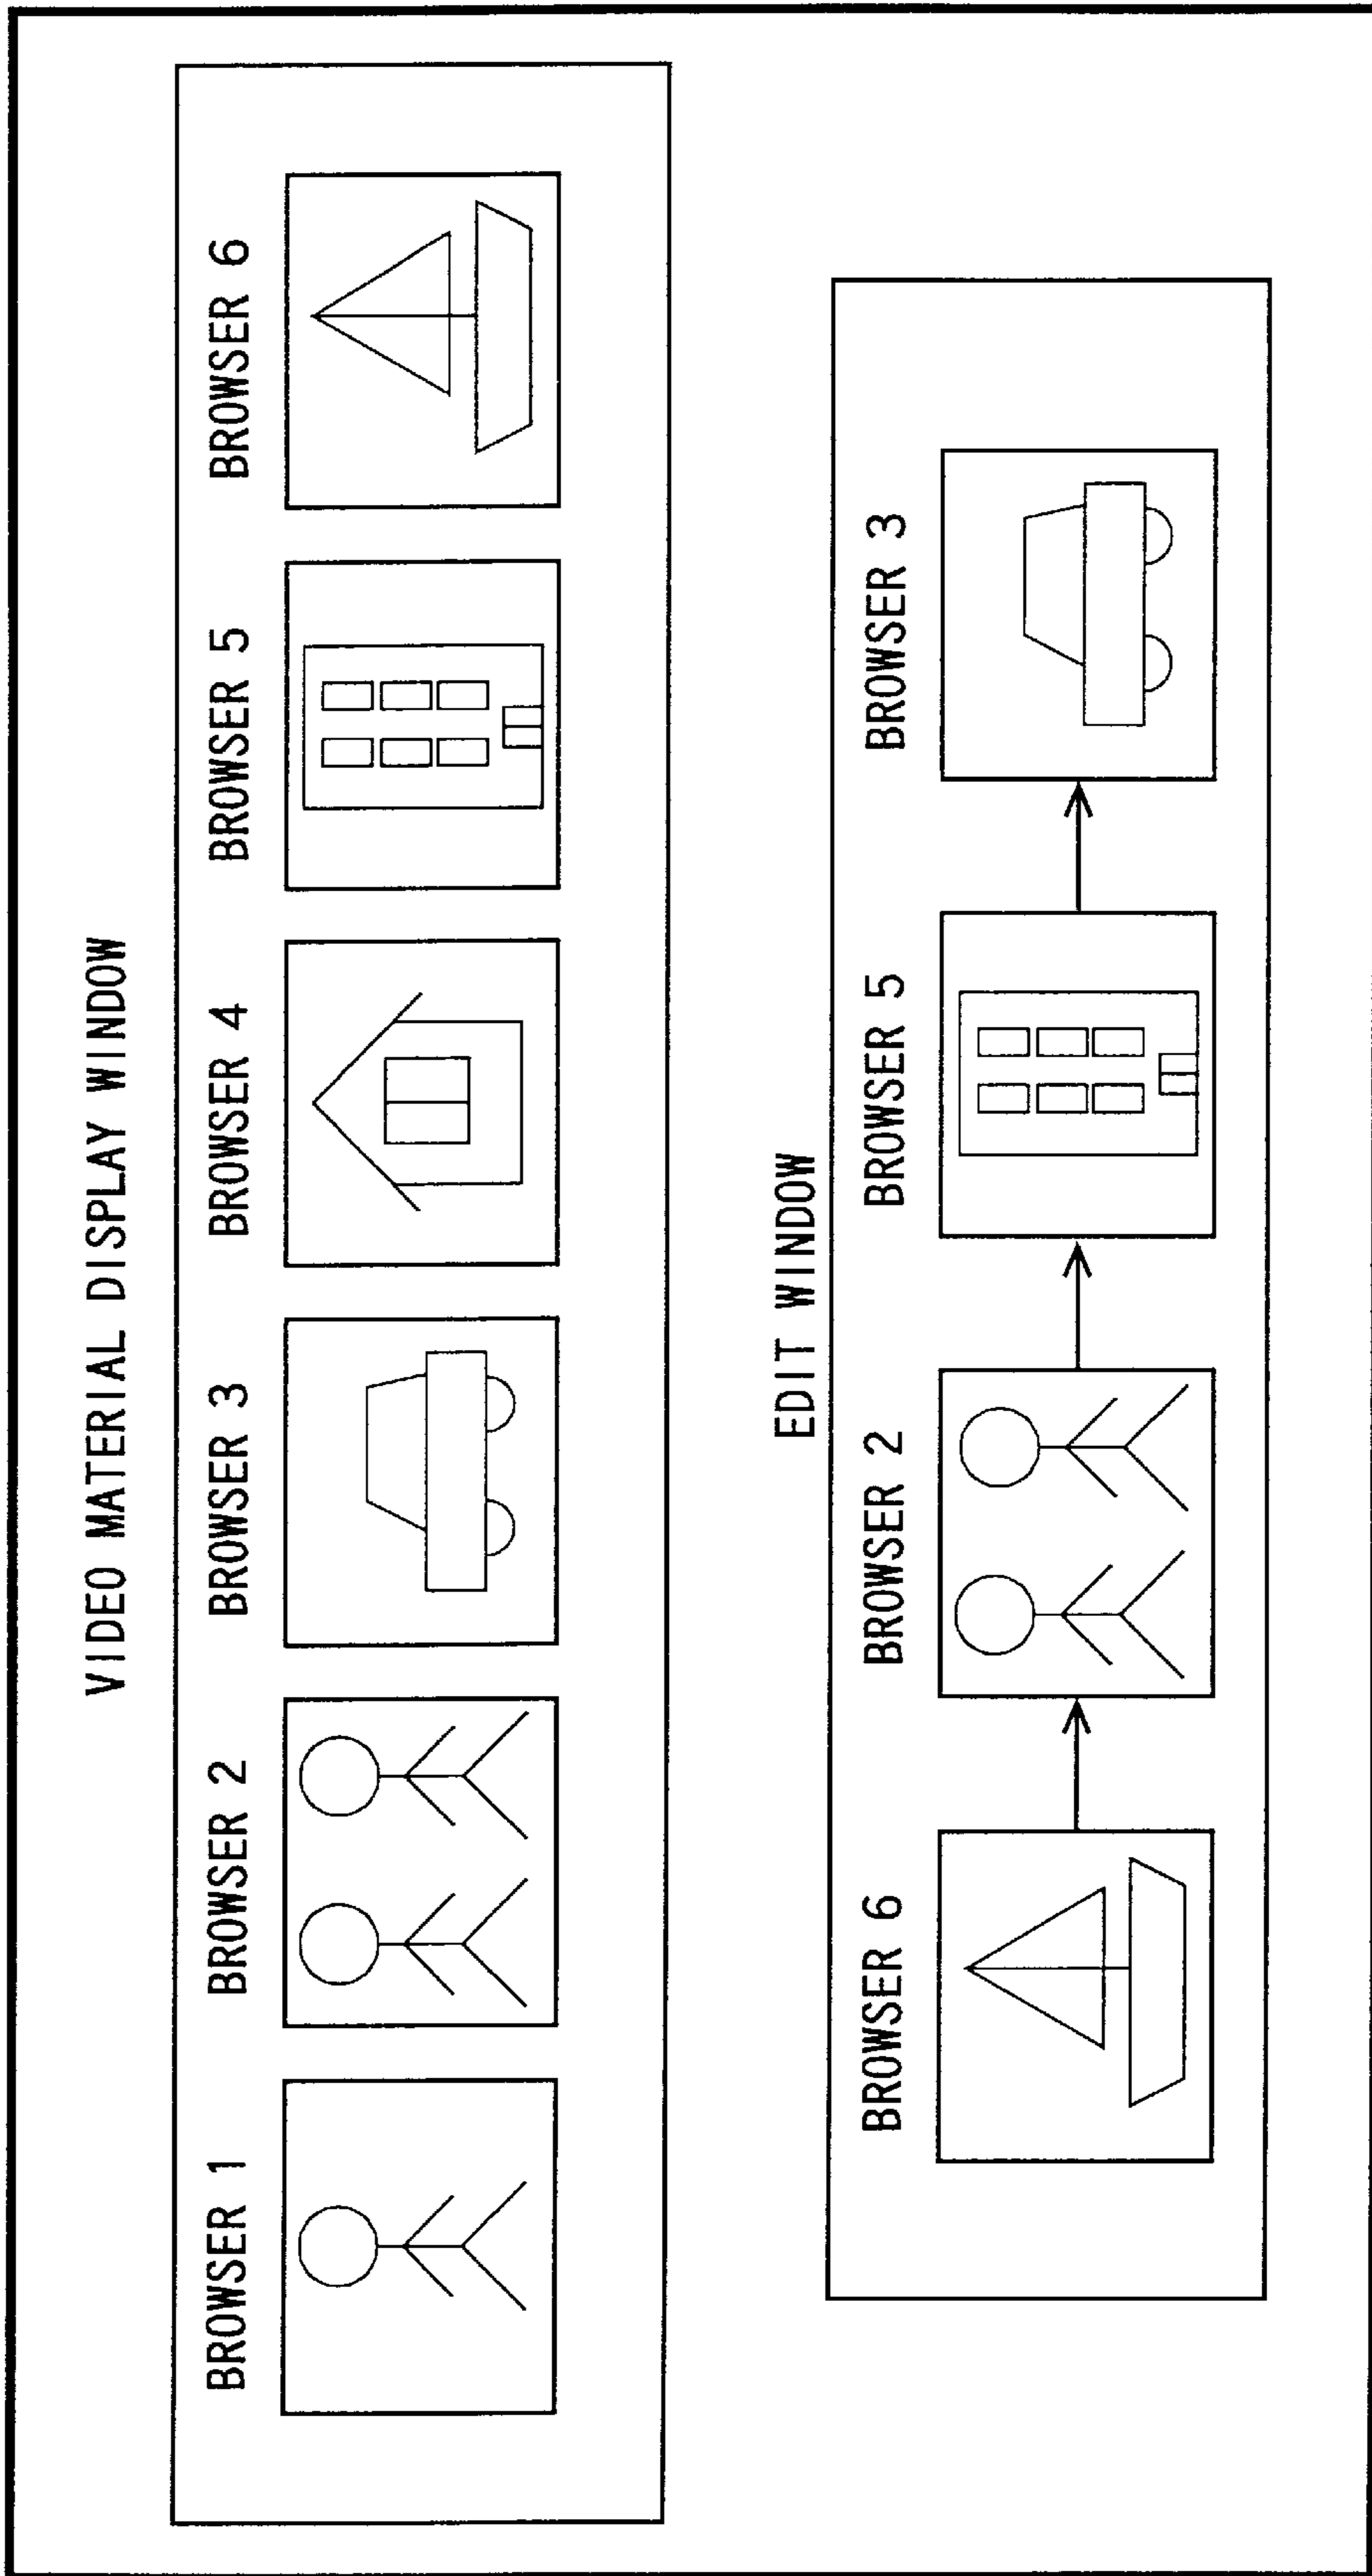 VIDEO MATERIAL DISPLAY WINDOW
BROWSER 1 BROWSER 2 BROWSER 3 BROWSER 4 BROWSER 5 BROWSER 6
EDIT WINDOW
BROWSER 6 BROWSER 2 BROWSER 5 BROWSER 3